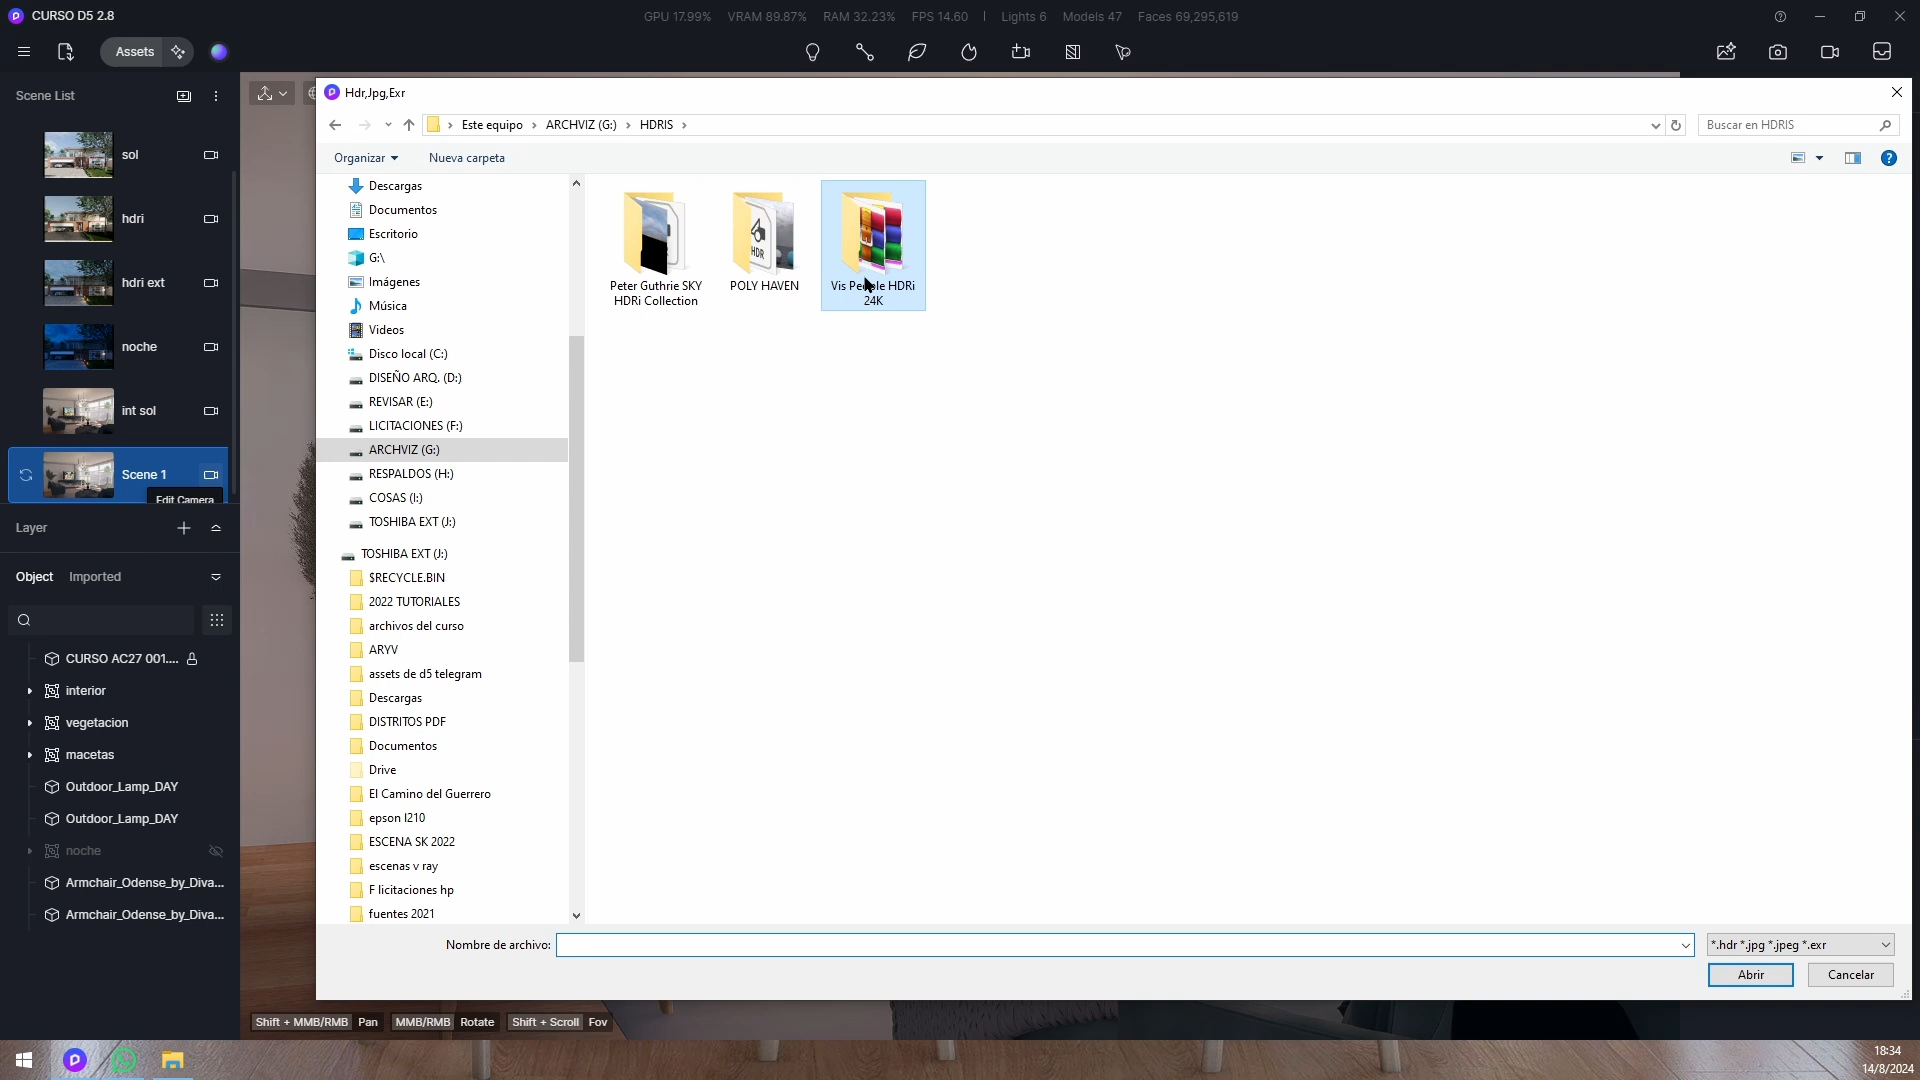 CURSO D5 2.8
GPU 17.99% VRAM 89.87% RAM 32.23% FPS 14.60 Lights 6 Models 47 Faces 69,295,619
Assets
Scene List
sol
hdri
hdri ext
noche
int sol
Scene 1
Edit Camera
Layer
Object Imported
CURSO AC27 001....
interior
vegetacion
macetas
Outdoor_Lamp_DAY
Outdoor_Lamp_DAY
noche
Armchair_Odense_by_Diva...
Armchair_Odense_by_Diva...
Hdr,Jpg,Exr
Este equipo > ARCHVIZ (G:) > HDRIS >
Buscar en HDRIS
Organizar Nueva carpeta
Descargas
Documentos
Escritorio
G:\
Imágenes
Música
Videos
Disco local (C:)
DISEÑO ARQ. (D:)
REVISAR (E:)
LICITACIONES (F:)
ARCHVIZ (G:)
RESPALDOS (H:)
COSAS (I:)
TOSHIBA EXT (J:)
TOSHIBA EXT (J:)
$RECYCLE.BIN
2022 TUTORIALES
archivos del curso
ARYV
assets de d5 telegram
Descargas
DISTRITOS PDF
Documentos
Drive
El Camino del Guerrero
epson l210
ESCENA SK 2022
escenas v ray
F licitaciones hp
fuentes 2021
HDR
Peter Guthrie SKY
HDRi Collection
POLY HAVEN
Vis People HDRi
24K
Nombre de archivo:
*.hdr *.jpg *.jpeg *.exr
Abrir Cancelar
Shift + MMB/RMB Pan MMB/RMB Rotate Shift + Scroll Fov
18:34
14/8/2024